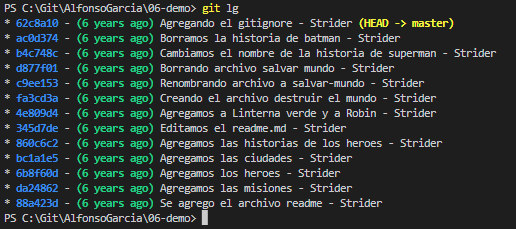 PS C:\Git\AlfonsoGarcia\06-demo> git lg
* 62c8a10 - (6 years ago) Agregando el gitignore - Strider (HEAD -> master)
* ac0d374 - (6 years ago) Borramos la historia de batman - Strider
* b4c748c - (6 years ago) Cambiamos el nombre de la historia de superman - Strider
* d877f01 - (6 years ago) Borrando archivo salvar mundo - Strider
* c9ee153 - (6 years ago) Renombrando archivo a salvar-mundo - Strider
* fa3cd3a - (6 years ago) Creando el archivo destruir el mundo - Strider
* 4e809d4 - (6 years ago) Agregamos a Linterna verde y a Robin - Strider
* 345d7de - (6 years ago) Editamos el readme.md - Strider
* 860c6c2 - (6 years ago) Agregamos las historias de los heroes - Strider
* bc1a1e5 - (6 years ago) Agregamos las ciudades - Strider
* 6b8f60d - (6 years ago) Agregamos los heroes - Strider
* da24862 - (6 years ago) Agregamos las misiones - Strider
* 88a423d - (6 years ago) Se agrego el archivo readme - Strider
PS C:\Git\AlfonsoGarcia\06-demo>